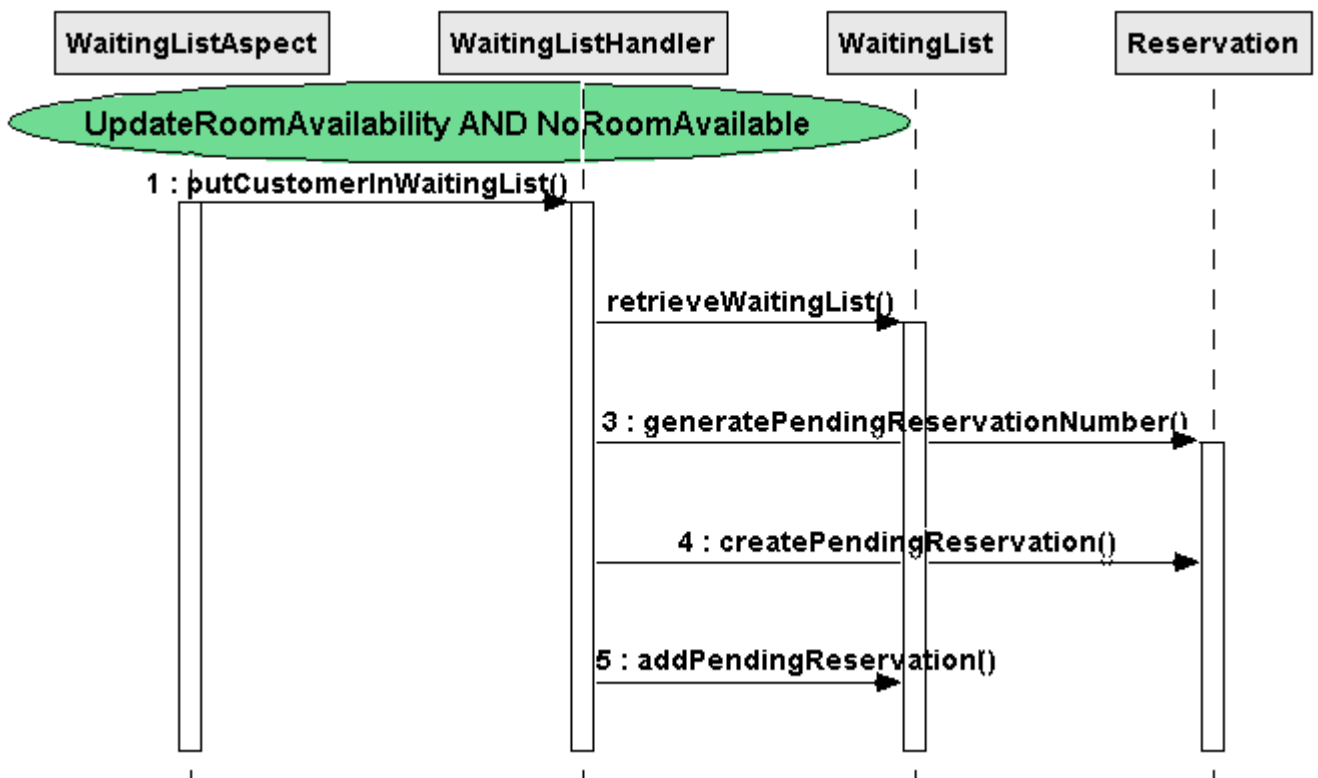 WaitingListAspect
WaitingListHandler
WaitingList
Reservation
UpdateRoomAvailability AND NoRoomAvailable
1 : putCustomerInWaitingList()
retrieveWaitingList()
3 : generatePendingReservationNumber()
4 : createPendingReservation()
5 : addPendingReservation()